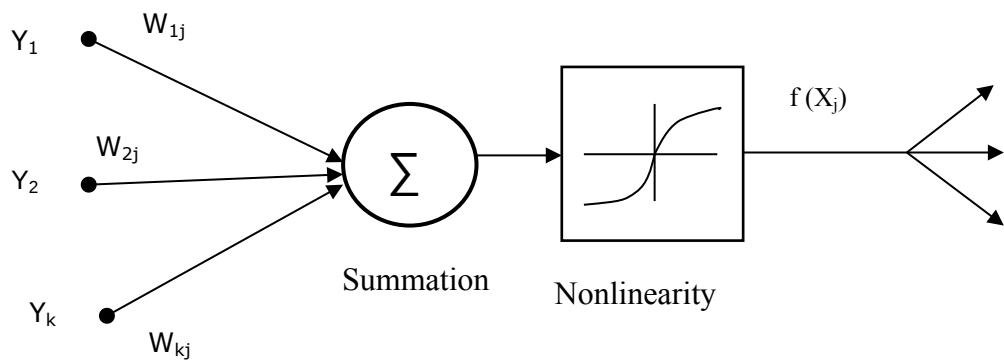 Y₁
W₁ⱼ
Y₂
W₂ⱼ
Yₖ
Wₖⱼ
∑
Summation
Nonlinearity
f (Xⱼ)